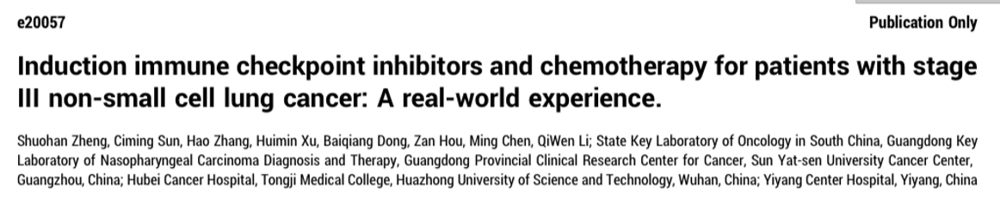 e20057
Publication Only
Induction immune checkpoint inhibitors and chemotherapy for patients with stage
III non-small cell lung cancer: A real-world experience.
Shuohan Zheng, Ciming Sun, Hao Zhang, Huimin Xu, Baiqiang Dong, Zan Hou, Ming Chen, QiWen Li; State Key Laboratory of Oncology in South China, Guangdong Key
Laboratory of Nasopharyngeal Carcinoma Diagnosis and Therapy, Guangdong Provincial Clinical Research Center for Cancer, Sun Yat-sen University Cancer Center,
Guangzhou, China; Hubei Cancer Hospital, Tongji Medical College, Huazhong University of Science and Technology, Wuhan, China; Yiyang Center Hospital, Yiyang, China